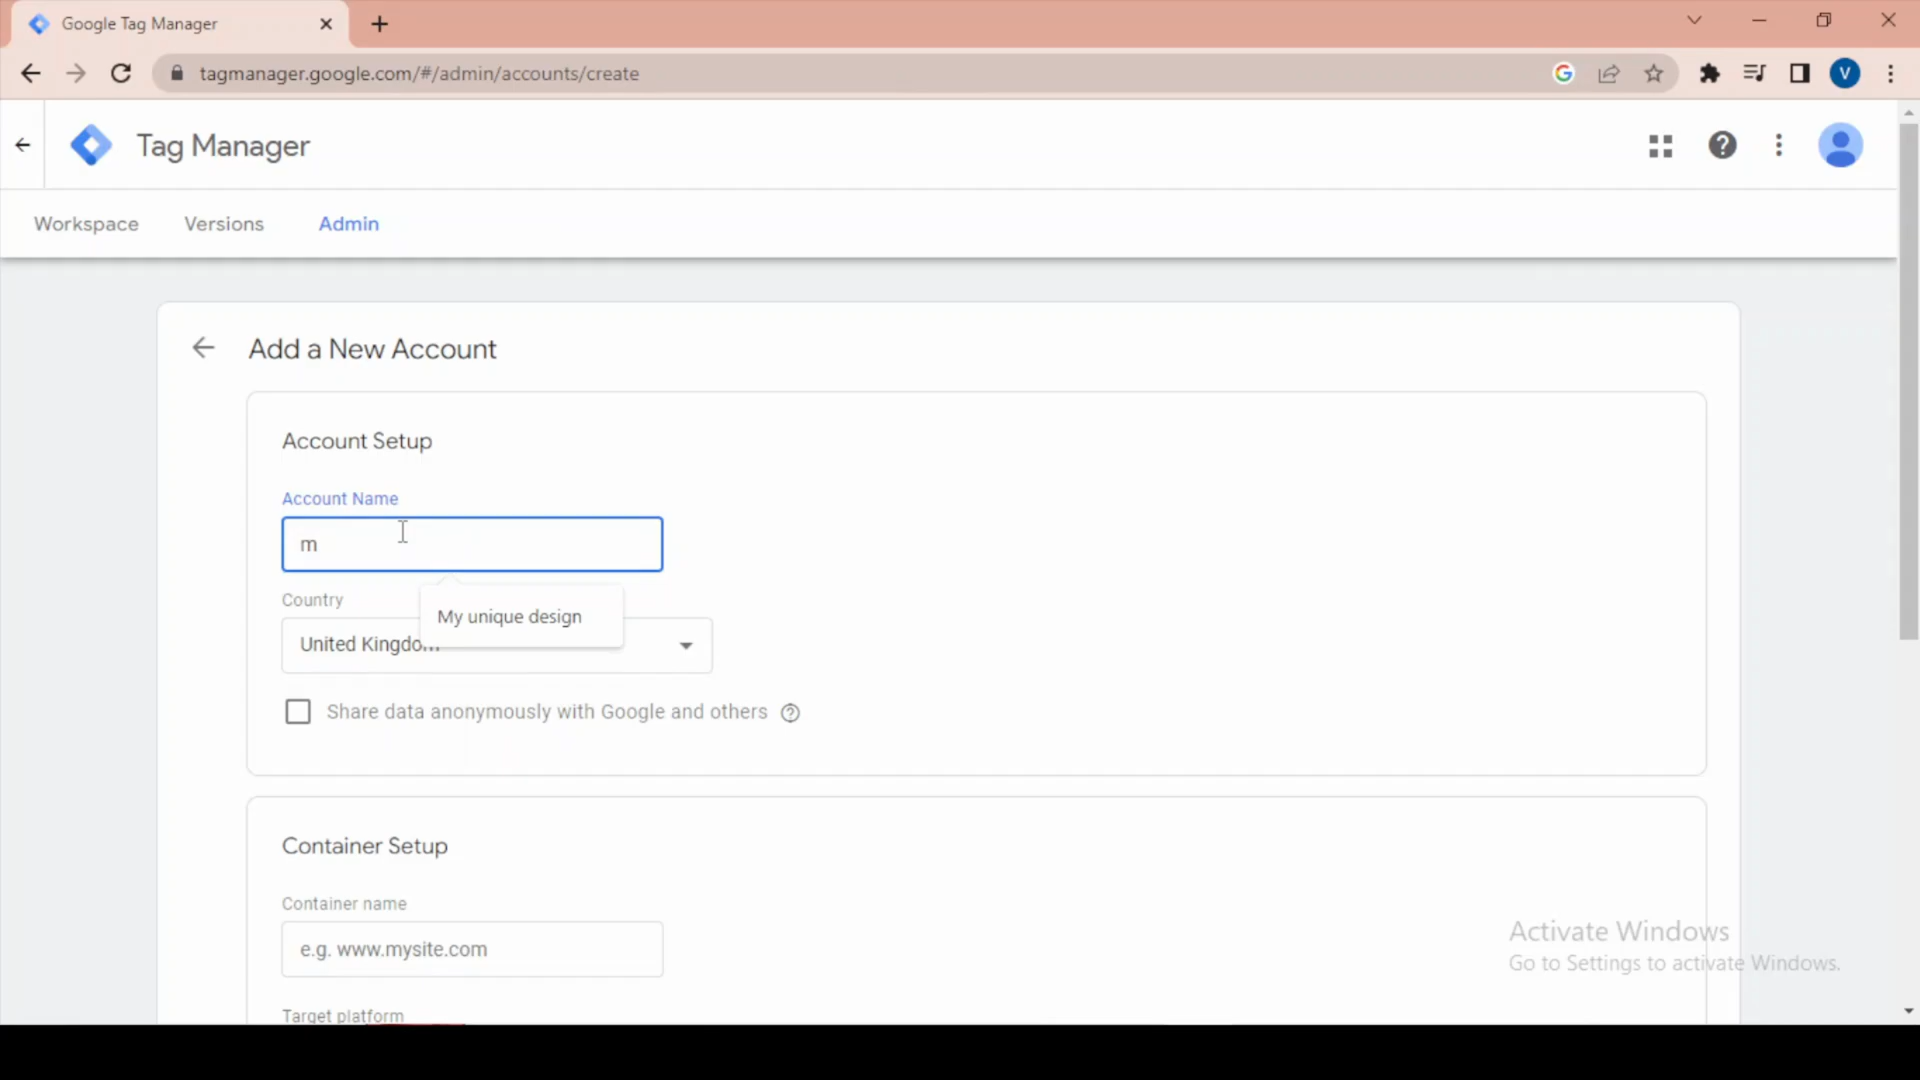 Google Tag Manager
tagmanager.google.com/#/admin/accounts/create
V
Tag Manager
Workspace Versions Admin
Add a New Account
Account Setup
Account Name
m
My unique design
Country
United Kingdo...
Share data anonymously with Google and others
Container Setup
Container name
e.g. www.mysite.com
Target platform
Activate Windows
Go to Settings to activate Windows.